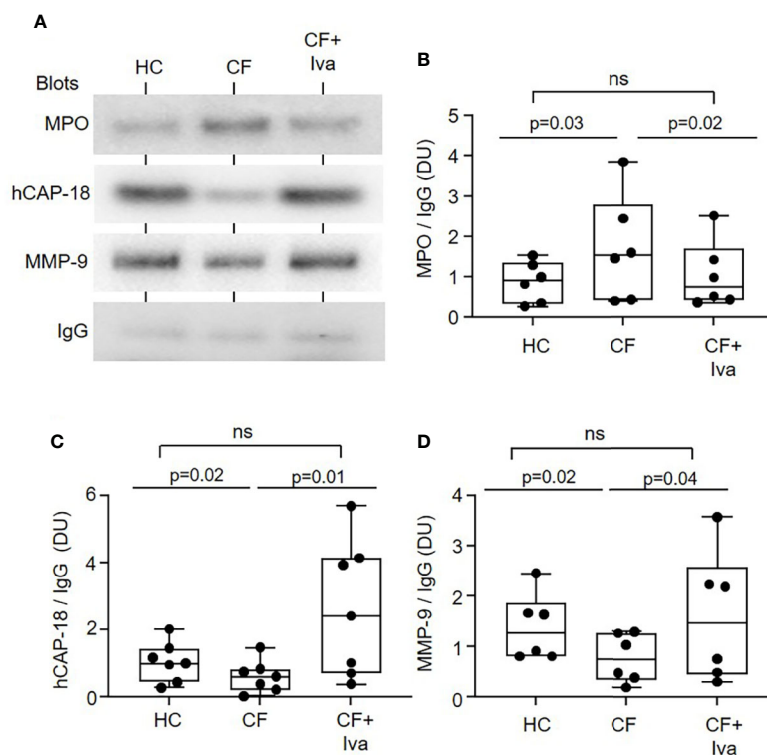 A
HC
CF
CF+
Iva
Blots
MPO
hCAP-18
MMP-9
IgG
B
ns
p=0.03
p=0.02
MPO / IgG (DU)
5
4
3
2
1
0
HC
CF
CF+
Iva
C
ns
p=0.02
p=0.01
hCAP-18 / IgG (DU)
6
4
2
0
HC
CF
CF+
Iva
D
ns
p=0.02
p=0.04
MMP-9 / IgG (DU)
4
3
2
1
0
HC
CF
CF+
Iva